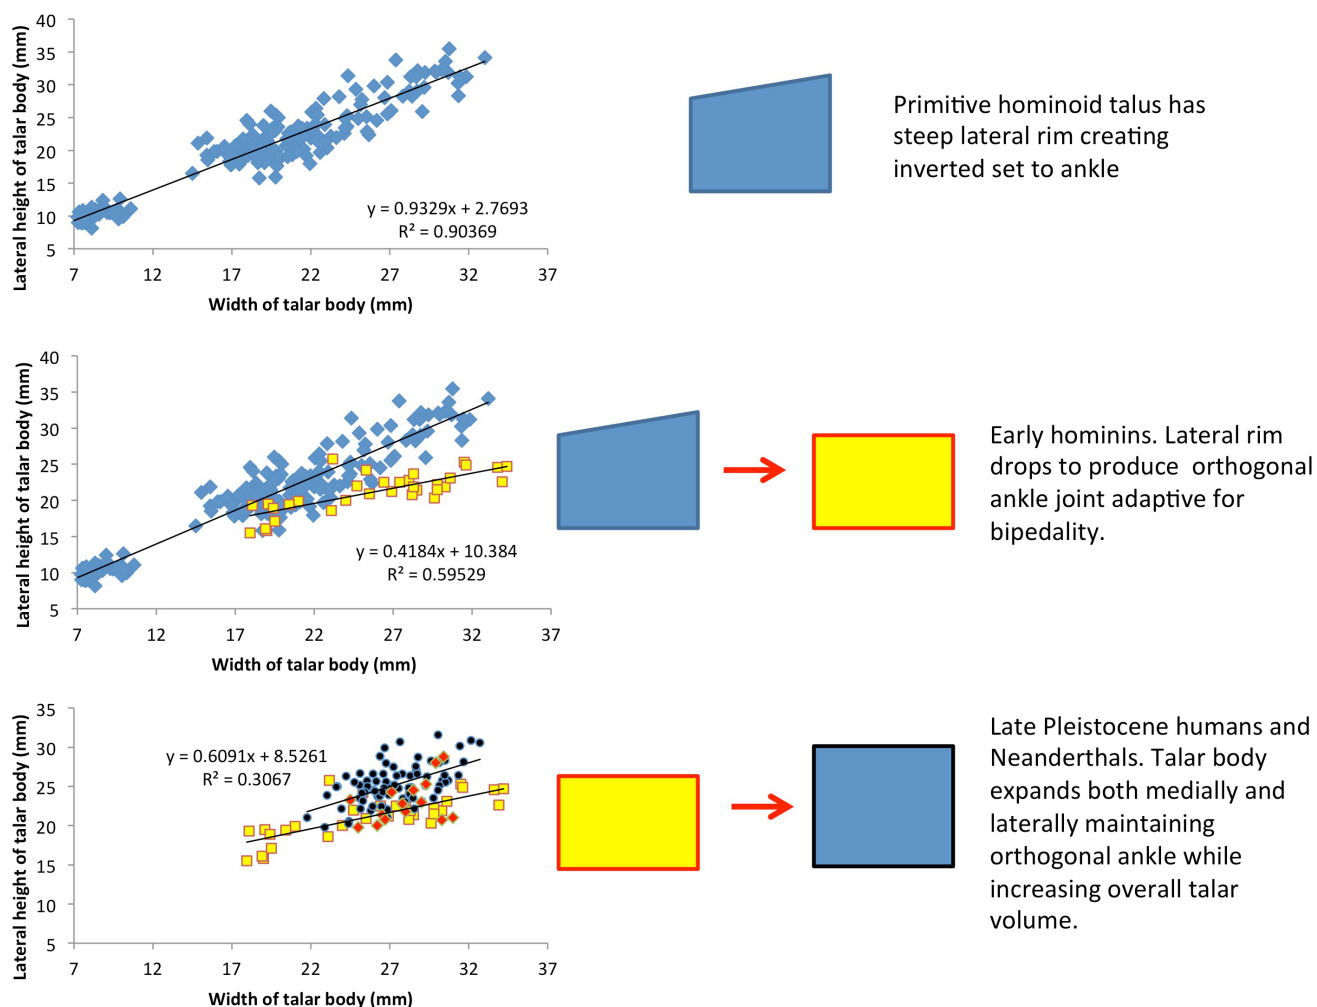 40
35
30
25
20
15
10
5
Lateral height of talar body (mm)
y = 0.9329x + 2.7693
R² = 0.90369
7 12 17 22 27 32 37
Width of talar body (mm)
Primitive hominoid talus has
steep lateral rim creating
inverted set to ankle
40
35
30
25
20
15
10
5
Lateral height of talar body (mm)
y = 0.4184x + 10.384
R² = 0.59529
7 12 17 22 27 32 37
Width of talar body (mm)
Early hominins. Lateral rim
drops to produce orthogonal
ankle joint adaptive for
bipedality.
35
30
25
20
15
10
5
Lateral height of talar body (mm)
y = 0.6091x + 8.5261
R² = 0.3067
7 12 17 22 27 32 37
Width of talar body (mm)
Late Pleistocene humans and
Neanderthals. Talar body
expands both medially and
laterally maintaining
orthogonal ankle while
increasing overall talar
volume.